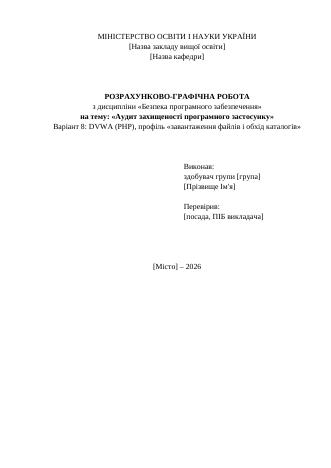 МІНІСТЕРСТВО ОСВІТИ І НАУКИ УКРАЇНИ
[Назва закладу вищої освіти]
[Назва кафедри]
РОЗРАХУНКОВО-ГРАФІЧНА РОБОТА
з дисципліни «Безпека програмного забезпечення»
на тему: «Аудит захищеності програмного застосунку»
Варіант 8: DVWA (PHP), профіль «завантаження файлів і обхід каталогів»
Виконав:
здобувач групи [група]
[Прізвище Ім'я]
Перевірив:
[посада, ПІБ викладача]
[Місто] – 2026